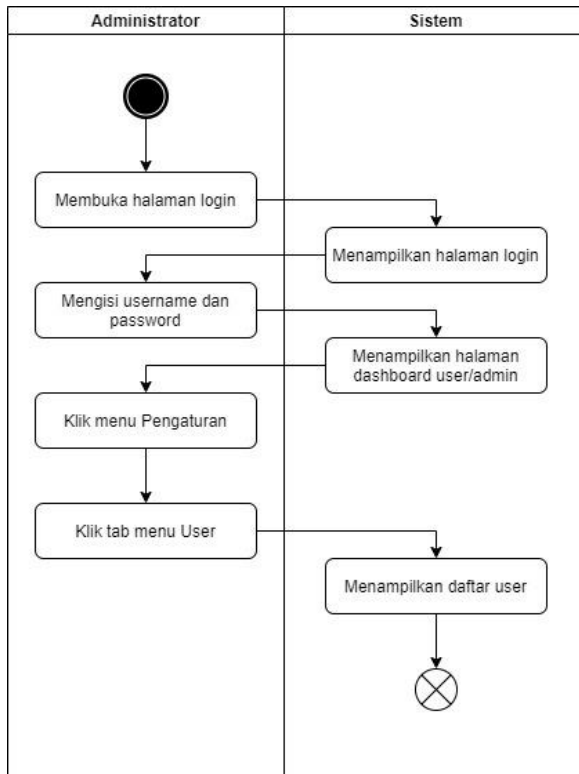 Administrator
Sistem
Membuka halaman login
Menampilkan halaman login
Mengisi username dan
password
Menampilkan halaman
dashboard user/admin
Klik menu Pengaturan
Klik tab menu User
Menampilkan daftar user